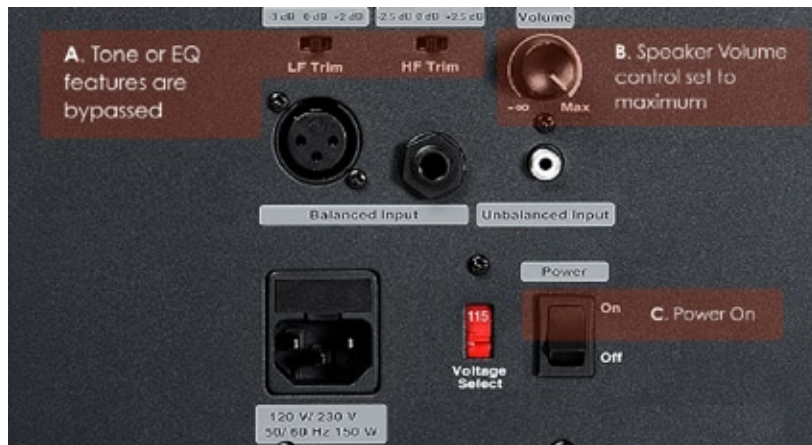 -3 dB 0 dB +2 dB
-2.5 dB 0 dB +2.5 dB
Volume
A. Tone or EQ
features are
bypassed
LF Trim
HF Trim
B. Speaker Volume
control set to
maximum
-∞ Max
Balanced Input
Unbalanced Input
Power
On
C. Power On
115
Off
Voltage
Select
120 V/ 230 V
50/ 60 Hz 150 W